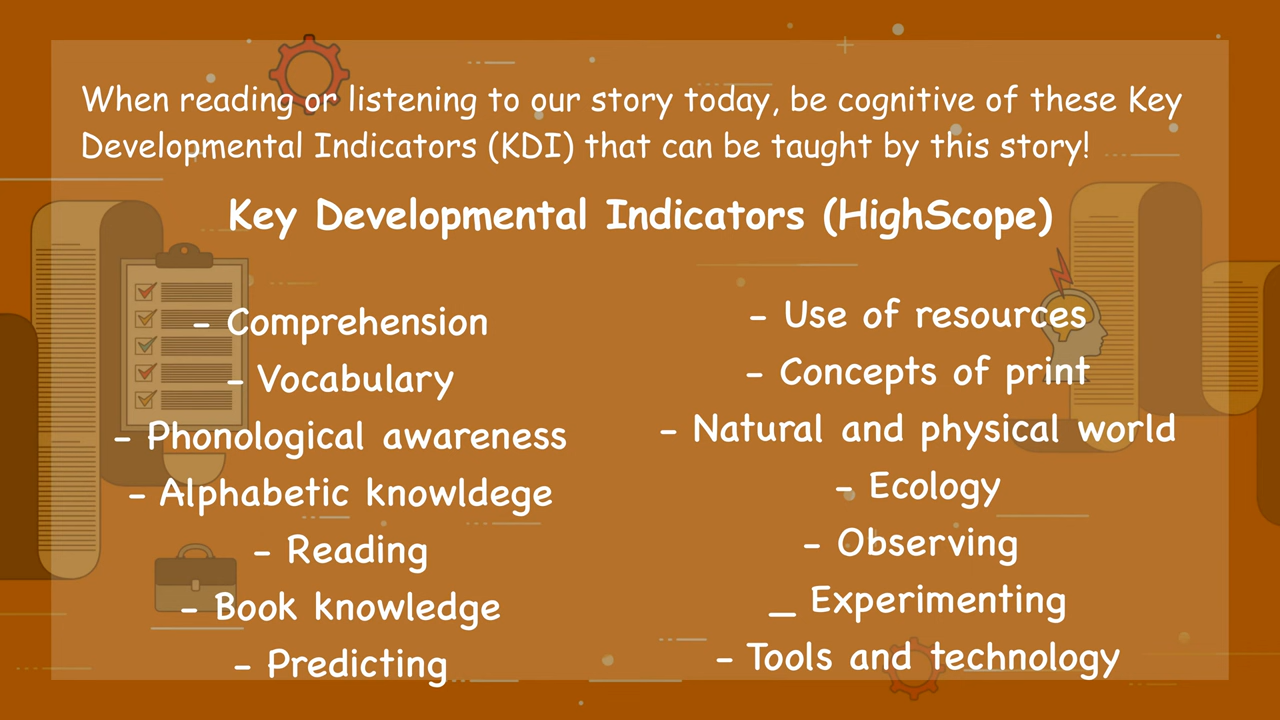 When reading or listening to our story today, be cognitive of these Key
Developmental Indicators (KDI) that can be taught by this story!
Key Developmental Indicators (HighScope)
- Comprehension
- Vocabulary
- Phonological awareness
- Alphabetic knowldege
- Reading
- Book knowledge
- Predicting
- Use of resources
- Concepts of print
- Natural and physical world
- Ecology
- Observing
_ Experimenting
- Tools and technology